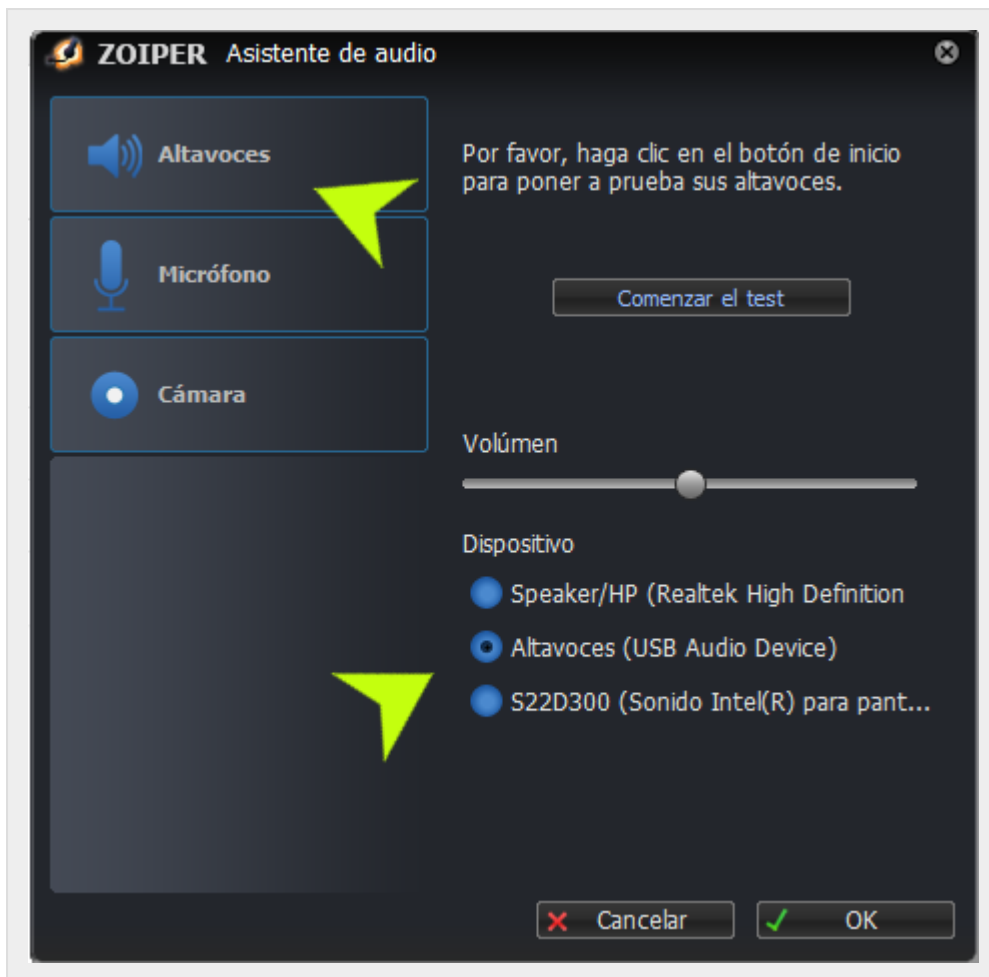 ZOIPER Asistente de audio
Altavoces
Micrófono
Cámara
Por favor, haga clic en el botón de inicio
para poner a prueba sus altavoces.
Comenzar el test
Volúmen
Dispositivo
Speaker/HP (Realtek High Definition
Altavoces (USB Audio Device)
S22D300 (Sonido Intel(R) para pant...
Cancelar
OK